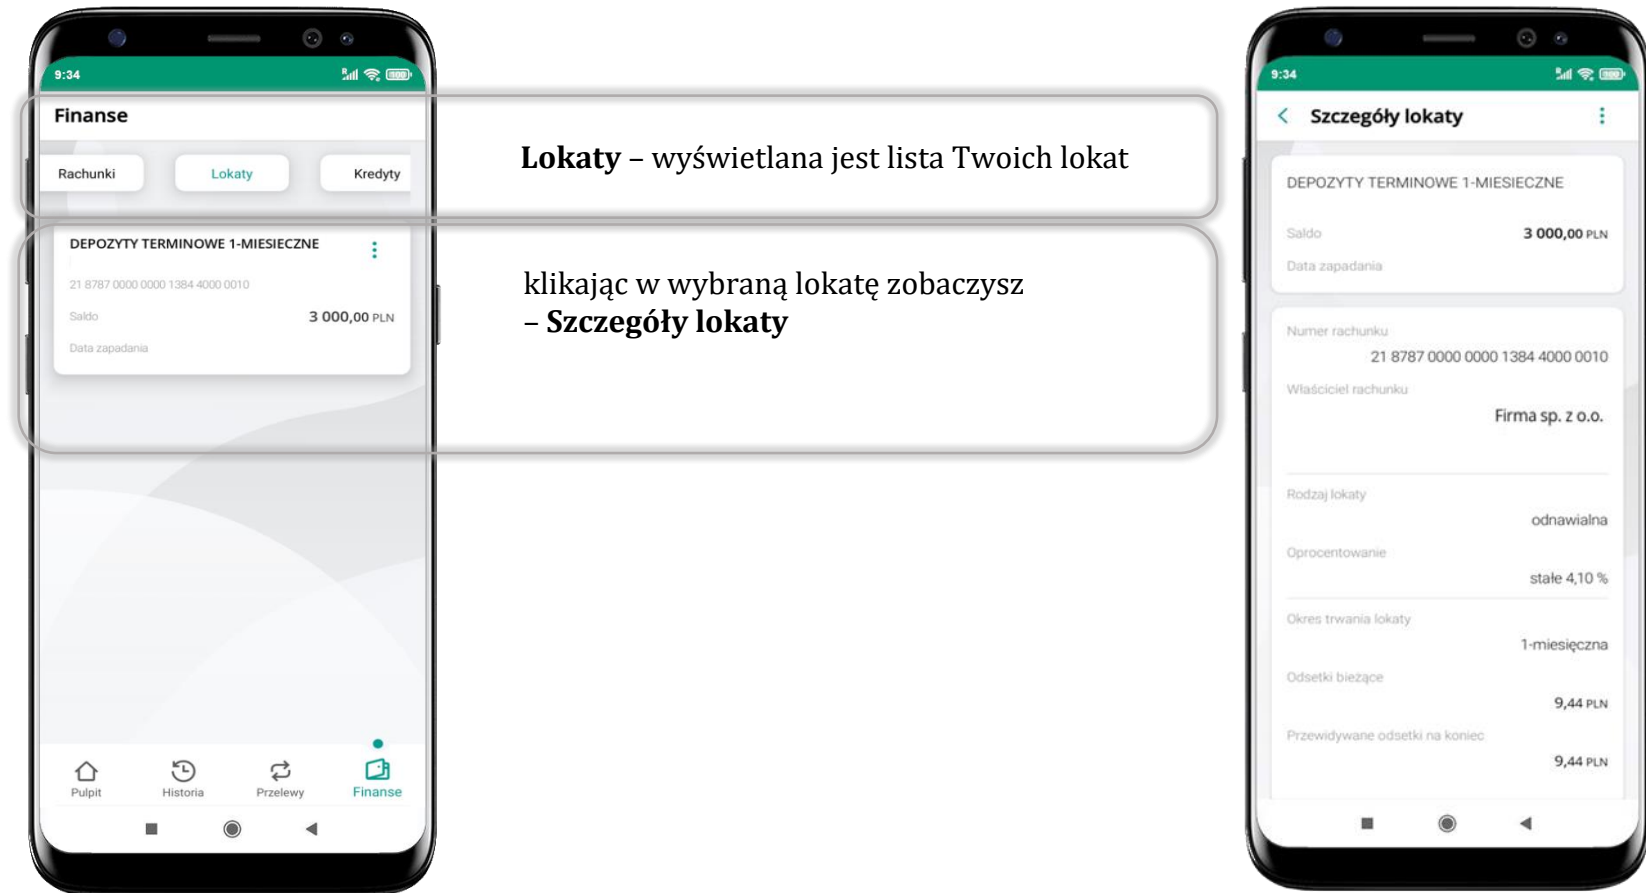 9:34
Finanse
Rachunki
Lokaty
Kredyty
DEPOZYTY TERMINOWE 1-MIESIECZNE
21 8787 0000 0000 1384 4000 0010
Saldo
3 000,00 PLN
Data zapadania
Pulpit
Historia
Przelewy
Finanse
Lokaty – wyświetlana jest lista Twoich lokat
klikając w wybraną lokatę zobaczysz
– Szczegóły lokaty
9:34
Szczegóły lokaty
DEPOZYTY TERMINOWE 1-MIESIECZNE
Saldo
3 000,00 PLN
Data zapadania
Numer rachunku
21 8787 0000 0000 1384 4000 0010
Właściciel rachunku
Firma sp. z o.o.
Rodzaj lokaty
odnawialna
Oprocentowanie
stałe 4,10 %
Okres trwania lokaty
1-miesięczna
Odsetki bieżące
9,44 PLN
Przewidywane odsetki na koniec
9,44 PLN